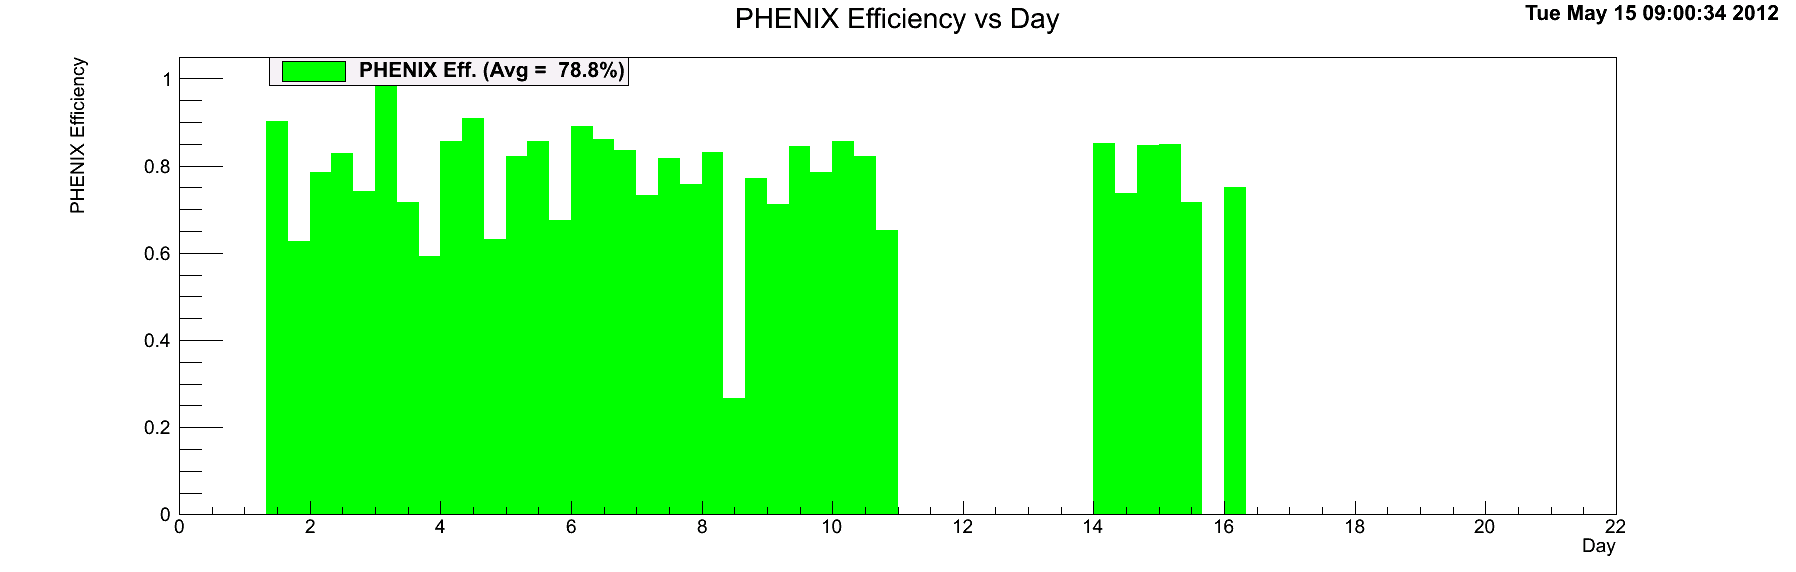 PHENIX Efficiency vs Day
Tue May 15 09:00:34 2012
PHENIX Efficiency
PHENIX Eff. (Avg =  78.8%)
1
0.8
0.6
0.4
0.2
0
0 2 4 6 8 10 12 14 16 18 20 22
Day